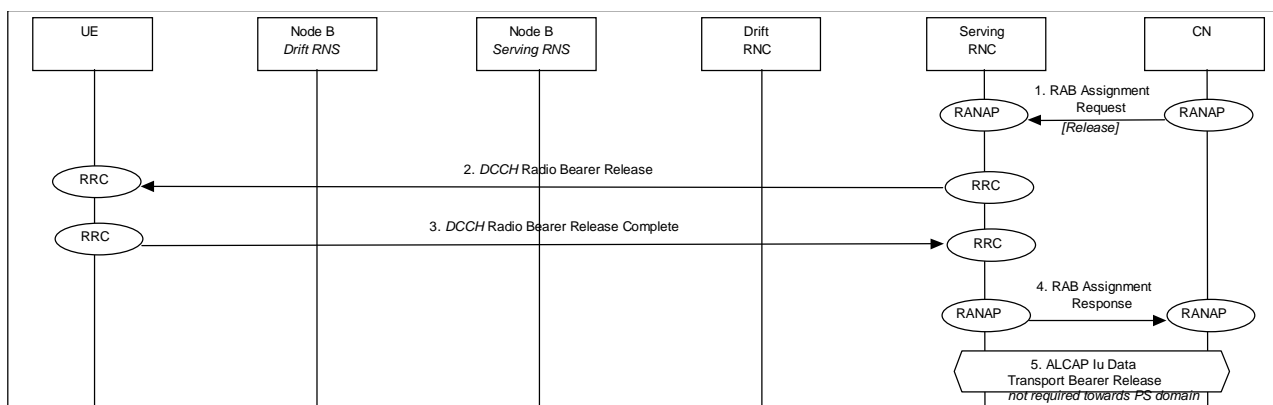 UE
Node B
Drift RNS
Node B
Serving RNS
Drift
RNC
Serving
RNC
CN
1. RAB Assignment
Request
[Release]
RANAP
RANAP
2. DCCH Radio Bearer Release
RRC
RRC
3. DCCH Radio Bearer Release Complete
RRC
RRC
4. RAB Assignment
Response
RANAP
RANAP
5. ALCAP Iu Data
Transport Bearer Release
not required towards PS domain